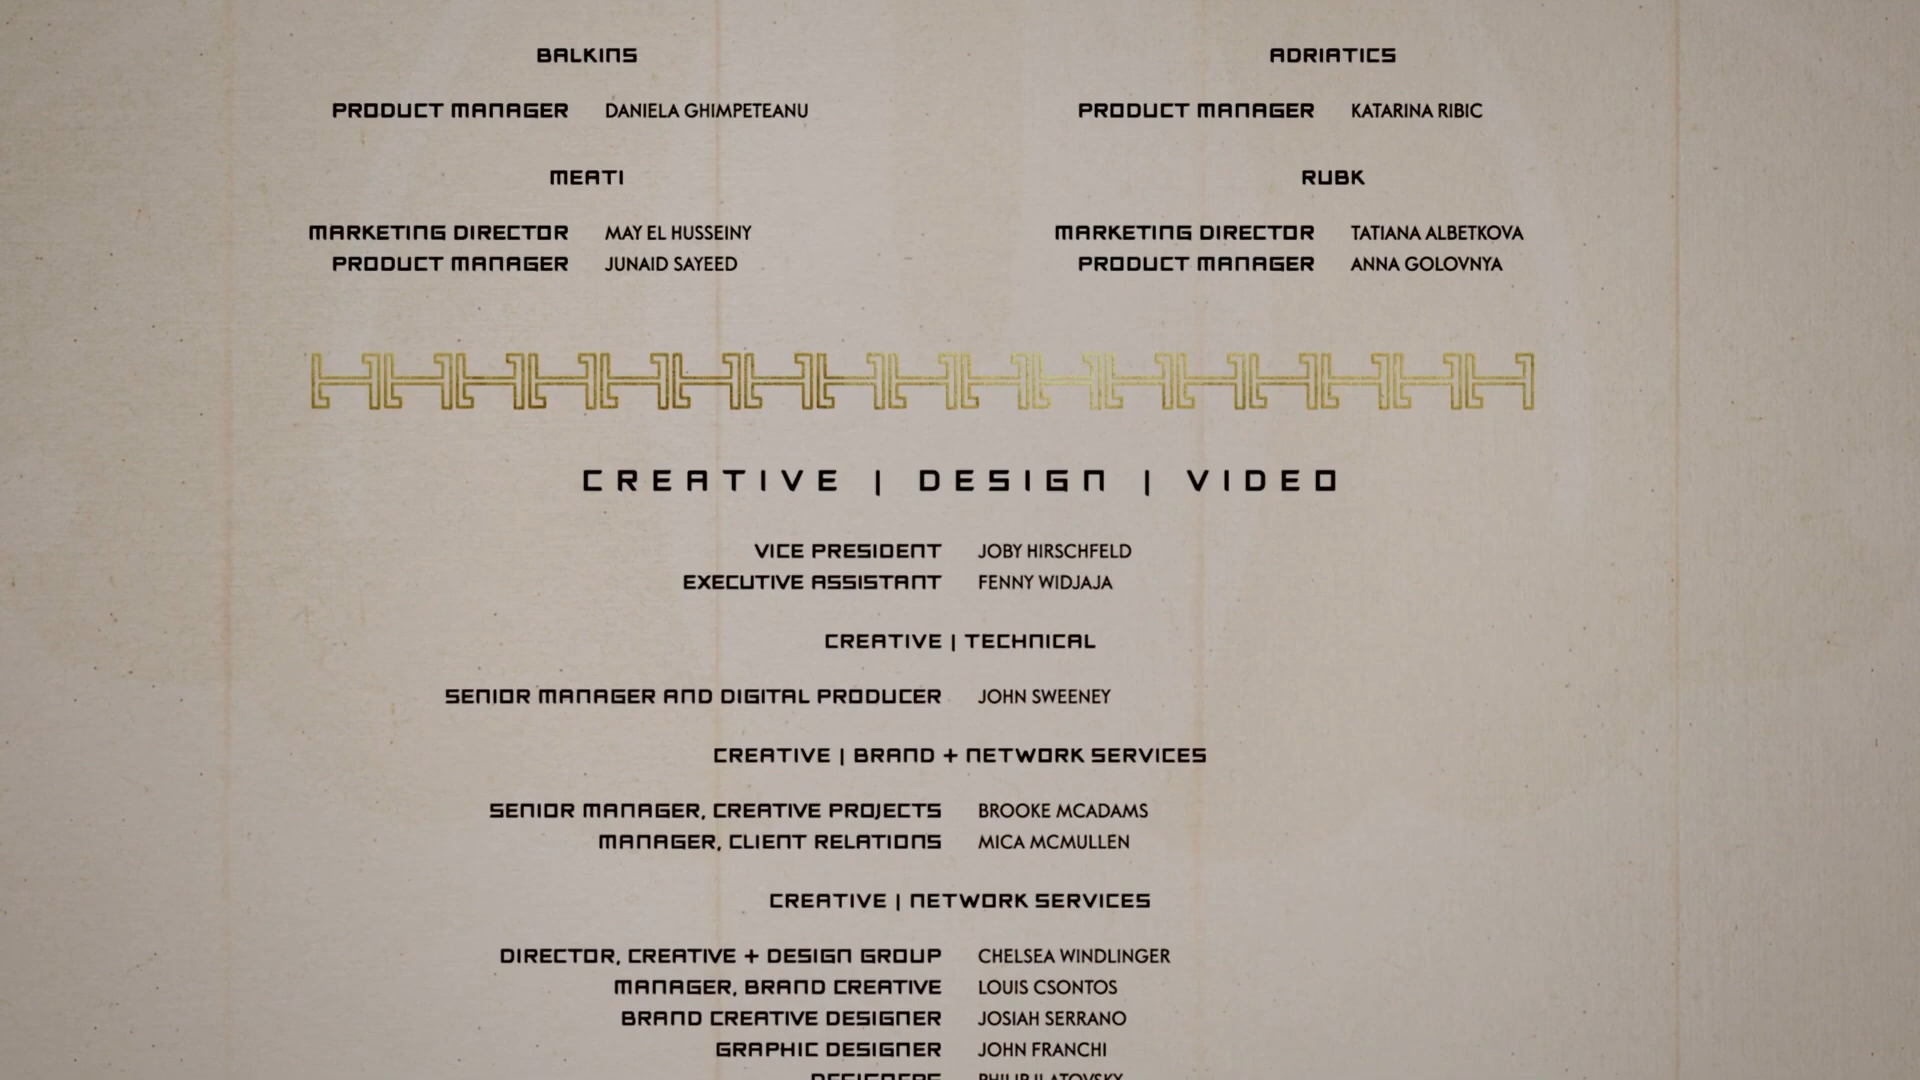 BALKINS
PRODUCT MANAGER DANIELA GHIMPETEANU
MEATI
MARKETING DIRECTOR MAY EL HUSSEINY
PRODUCT MANAGER JUNAID SAYEED
ADRIATICS
PRODUCT MANAGER KATARINA RIBIC
RUBK
MARKETING DIRECTOR TATIANA ALBETKOVA
PRODUCT MANAGER ANNA GOLOVNYA
CREATIVE | DESIGN | VIDEO
VICE PRESIDENT JOBY HIRSCHFELD
EXECUTIVE ASSISTANT FENNY WIDJAJA
CREATIVE | TECHNICAL
SENIOR MANAGER AND DIGITAL PRODUCER JOHN SWEENEY
CREATIVE | BRAND + NETWORK SERVICES
SENIOR MANAGER, CREATIVE PROJECTS BROOKE MCADAMS
MANAGER, CLIENT RELATIONS MICA MCMULLEN
CREATIVE | NETWORK SERVICES
DIRECTOR, CREATIVE + DESIGN GROUP CHELSEA WINDLINGER
MANAGER, BRAND CREATIVE LOUIS CSONTOS
BRAND CREATIVE DESIGNER JOSIAH SERRANO
GRAPHIC DESIGNER JOHN FRANCHI